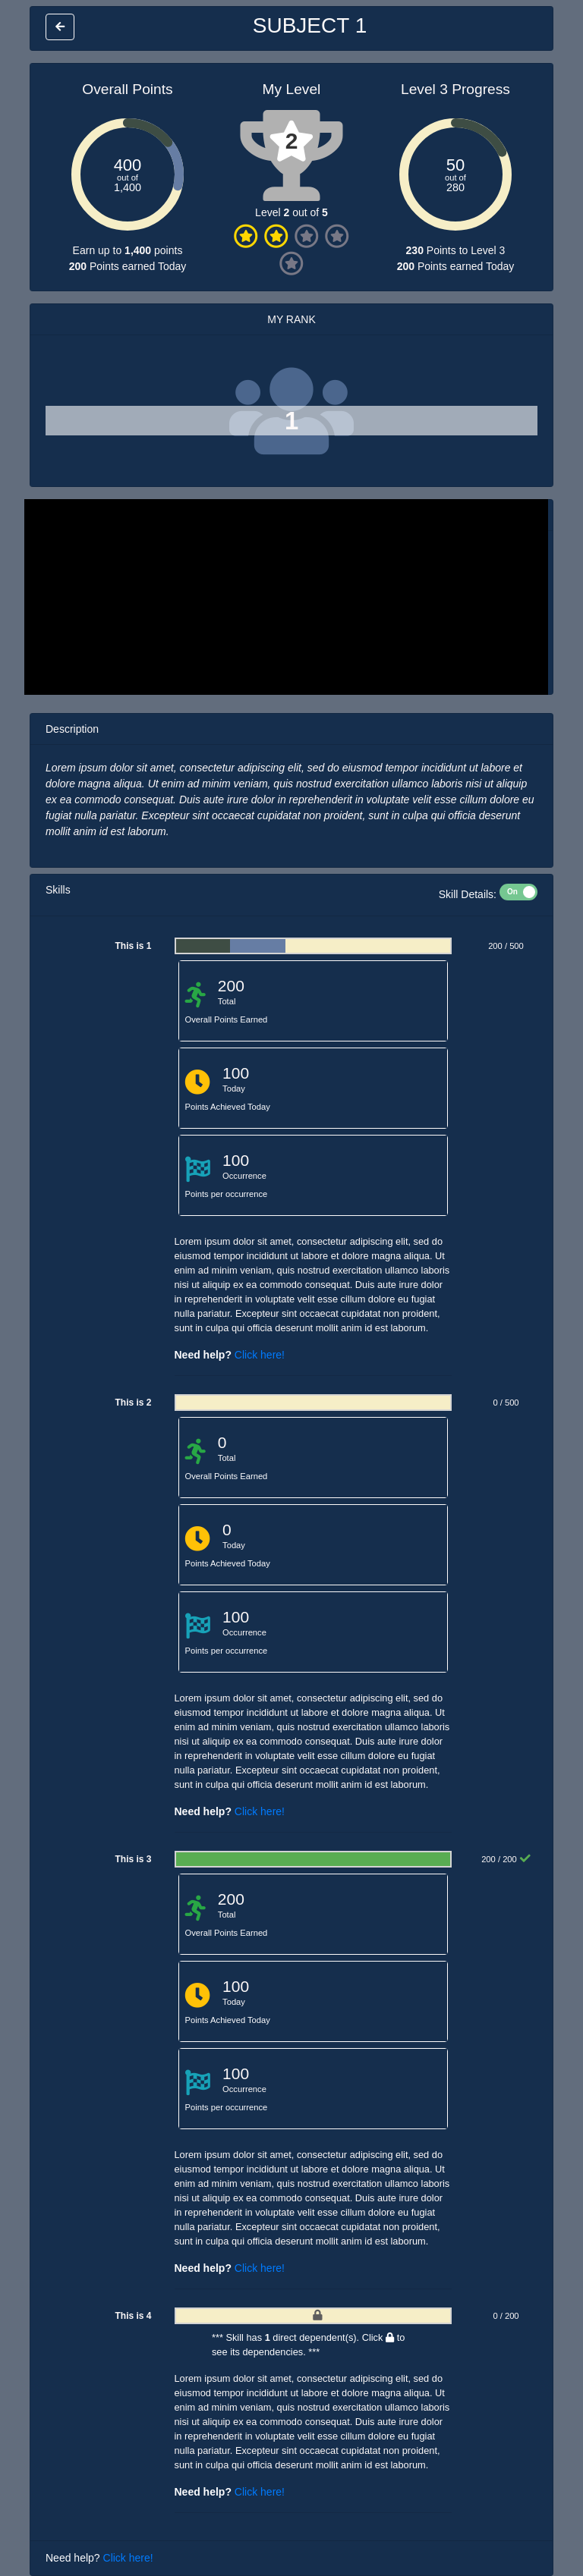 SUBJECT 1
Overall Points
400
out of
1,400
Earn up to 1,400 points
200 Points earned Today
My Level
2
Level 2 out of 5
Level 3 Progress
50
out of
280
230 Points to Level 3
200 Points earned Today
MY RANK
1
Description
Lorem ipsum dolor sit amet, consectetur adipiscing elit, sed do eiusmod tempor incididunt ut labore et
dolore magna aliqua. Ut enim ad minim veniam, quis nostrud exercitation ullamco laboris nisi ut aliquip
ex ea commodo consequat. Duis aute irure dolor in reprehenderit in voluptate velit esse cillum dolore eu
fugiat nulla pariatur. Excepteur sint occaecat cupidatat non proident, sunt in culpa qui officia deserunt
mollit anim id est laborum.
Skills
Skill Details: On
This is 1
200 / 500
200
Total
Overall Points Earned
100
Today
Points Achieved Today
100
Occurrence
Points per occurrence
Lorem ipsum dolor sit amet, consectetur adipiscing elit, sed do
eiusmod tempor incididunt ut labore et dolore magna aliqua. Ut
enim ad minim veniam, quis nostrud exercitation ullamco laboris
nisi ut aliquip ex ea commodo consequat. Duis aute irure dolor
in reprehenderit in voluptate velit esse cillum dolore eu fugiat
nulla pariatur. Excepteur sint occaecat cupidatat non proident,
sunt in culpa qui officia deserunt mollit anim id est laborum.
Need help? Click here!
This is 2
0 / 500
0
Total
Overall Points Earned
0
Today
Points Achieved Today
100
Occurrence
Points per occurrence
Lorem ipsum dolor sit amet, consectetur adipiscing elit, sed do
eiusmod tempor incididunt ut labore et dolore magna aliqua. Ut
enim ad minim veniam, quis nostrud exercitation ullamco laboris
nisi ut aliquip ex ea commodo consequat. Duis aute irure dolor
in reprehenderit in voluptate velit esse cillum dolore eu fugiat
nulla pariatur. Excepteur sint occaecat cupidatat non proident,
sunt in culpa qui officia deserunt mollit anim id est laborum.
Need help? Click here!
This is 3
200 / 200
200
Total
Overall Points Earned
100
Today
Points Achieved Today
100
Occurrence
Points per occurrence
Lorem ipsum dolor sit amet, consectetur adipiscing elit, sed do
eiusmod tempor incididunt ut labore et dolore magna aliqua. Ut
enim ad minim veniam, quis nostrud exercitation ullamco laboris
nisi ut aliquip ex ea commodo consequat. Duis aute irure dolor
in reprehenderit in voluptate velit esse cillum dolore eu fugiat
nulla pariatur. Excepteur sint occaecat cupidatat non proident,
sunt in culpa qui officia deserunt mollit anim id est laborum.
Need help? Click here!
This is 4
0 / 200
*** Skill has 1 direct dependent(s). Click to
see its dependencies. ***
Lorem ipsum dolor sit amet, consectetur adipiscing elit, sed do
eiusmod tempor incididunt ut labore et dolore magna aliqua. Ut
enim ad minim veniam, quis nostrud exercitation ullamco laboris
nisi ut aliquip ex ea commodo consequat. Duis aute irure dolor
in reprehenderit in voluptate velit esse cillum dolore eu fugiat
nulla pariatur. Excepteur sint occaecat cupidatat non proident,
sunt in culpa qui officia deserunt mollit anim id est laborum.
Need help? Click here!
Need help? Click here!